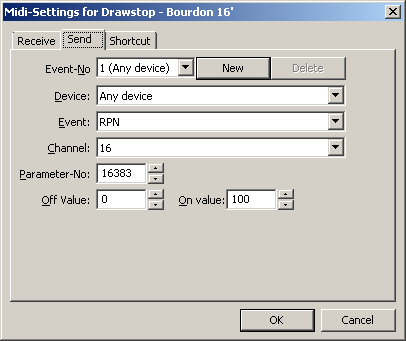 Midi-Settings for Drawstop - Bourdon 16'
Receive Send Shortcut
Event-No 1 (Any device) New Delete
Device: Any device
Event: RPN
Channel: 16
Parameter-No: 16383
Off Value: 0 On value: 100
OK Cancel